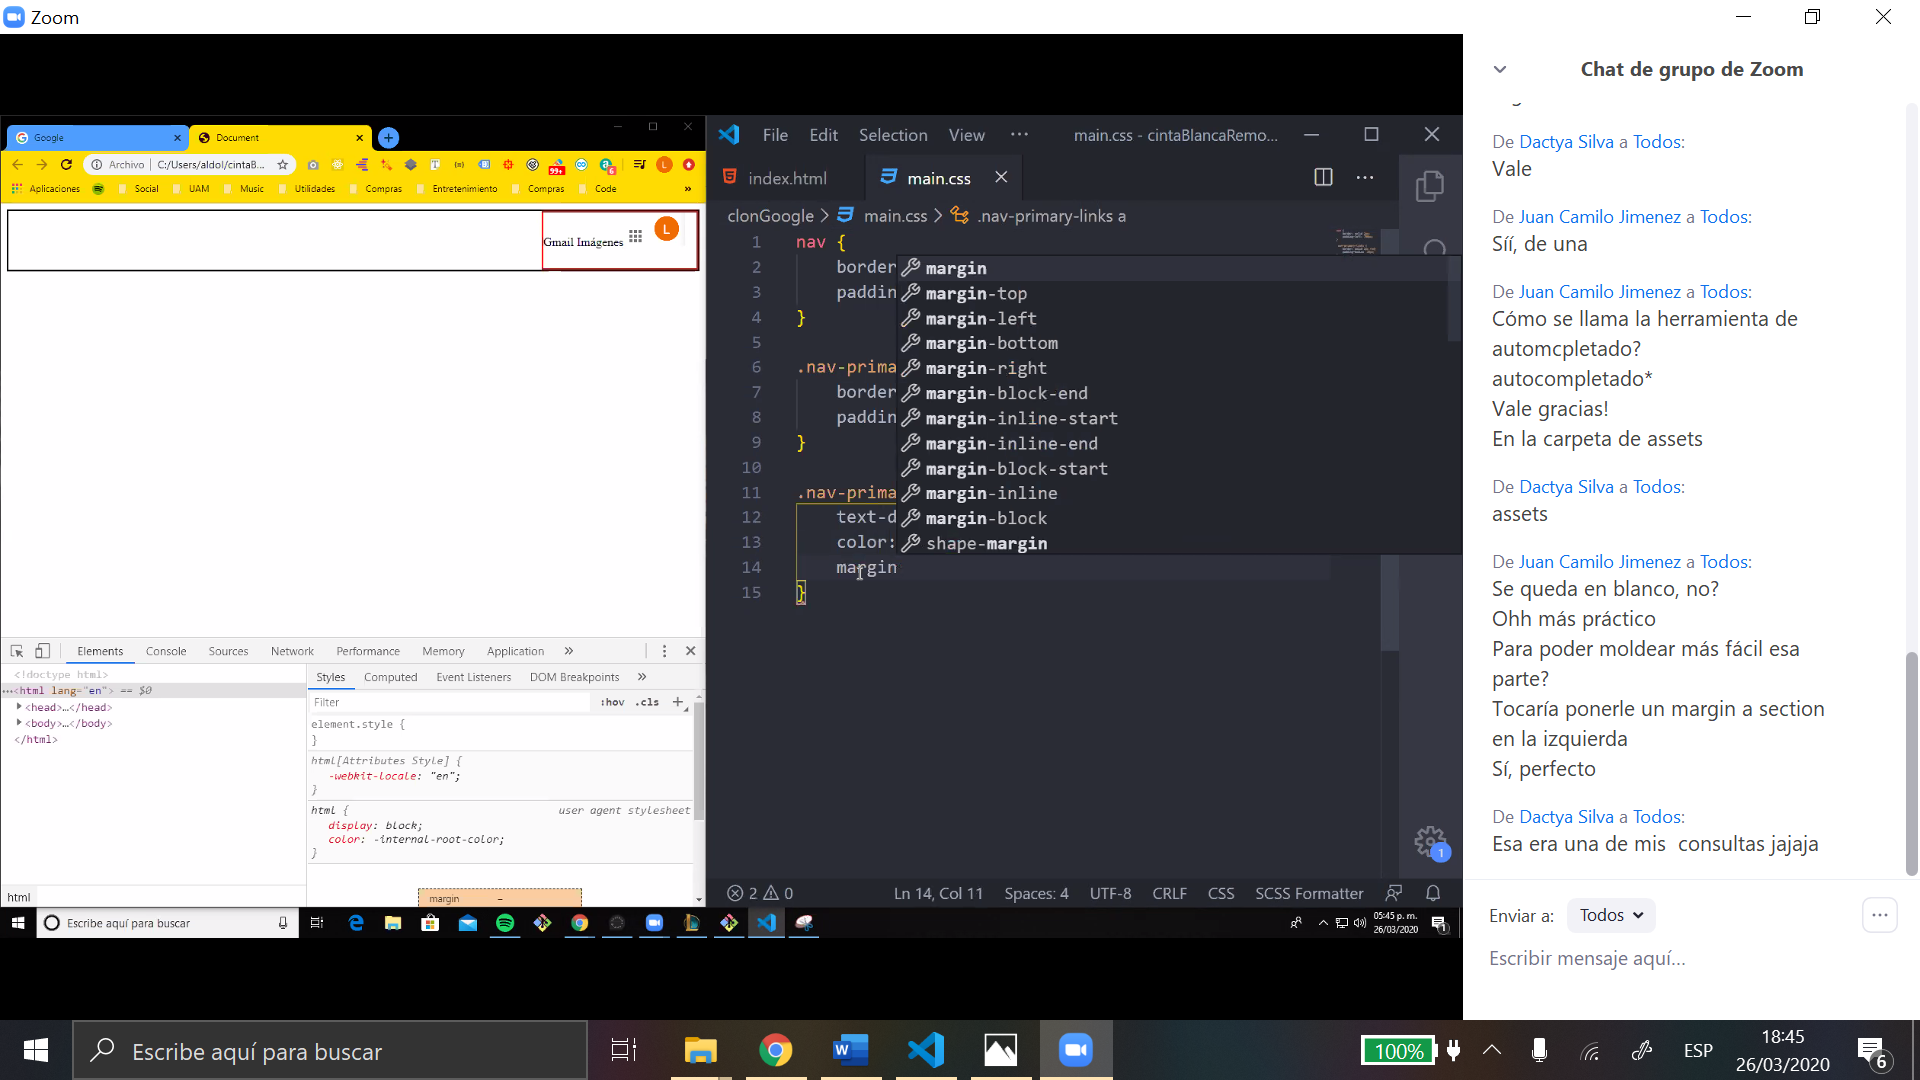 Zoom
Google
Document
Archivo
C:/Users/aldol/cintaB...
99+
6
L
Aplicaciones
Social
UAM
Music
Utilidades
Compras
Entretenimiento
Compras
Code
»
Gmail Imágenes
L
Elements
Console
Sources
Network
Performance
Memory
Application
»
<!doctype html>
...<html lang="en"> == $0
<head>…</head>
<body>…</body>
</html>
html
Styles
Computed
Event Listeners
DOM Breakpoints
»
Filter
:hov
.cls
+
element.style {
}
html[Attributes Style] {
-webkit-locale: "en";
}
html {
user agent stylesheet
display: block;
color: -internal-root-color;
}
margin
–
File
Edit
Selection
View
···
main.css - cintaBlancaRemo...
index.html
main.css
clonGoogle > main.css > .nav-primary-links a
1 nav {
2 border
3 paddin
4 }
5
6 .nav-prima
7 border
8 paddin
9 }
10
11 .nav-prima
12 text-d
13 color:
14 margin
15 }
margin
margin-top
margin-left
margin-bottom
margin-right
margin-block-end
margin-inline-start
margin-inline-end
margin-block-start
margin-inline
margin-block
shape-margin
1
2
0
Ln 14, Col 11
Spaces: 4
UTF-8
CRLF
CSS
SCSS Formatter
Escribe aquí para buscar
05:45 p. m.
26/03/2020
1
Chat de grupo de Zoom
De Dactya Silva a Todos:
Vale
De Juan Camilo Jimenez a Todos:
Síí, de una
De Juan Camilo Jimenez a Todos:
Cómo se llama la herramienta de
automcpletado?
autocompletado*
Vale gracias!
En la carpeta de assets
De Dactya Silva a Todos:
assets
De Juan Camilo Jimenez a Todos:
Se queda en blanco, no?
Ohh más práctico
Para poder moldear más fácil esa
parte?
Tocaría ponerle un margin a section
en la izquierda
Sí, perfecto
De Dactya Silva a Todos:
Esa era una de mis  consultas jajaja
Enviar a:
Todos
Escribir mensaje aquí...
Escribe aquí para buscar
100%
ESP
18:45
26/03/2020
6